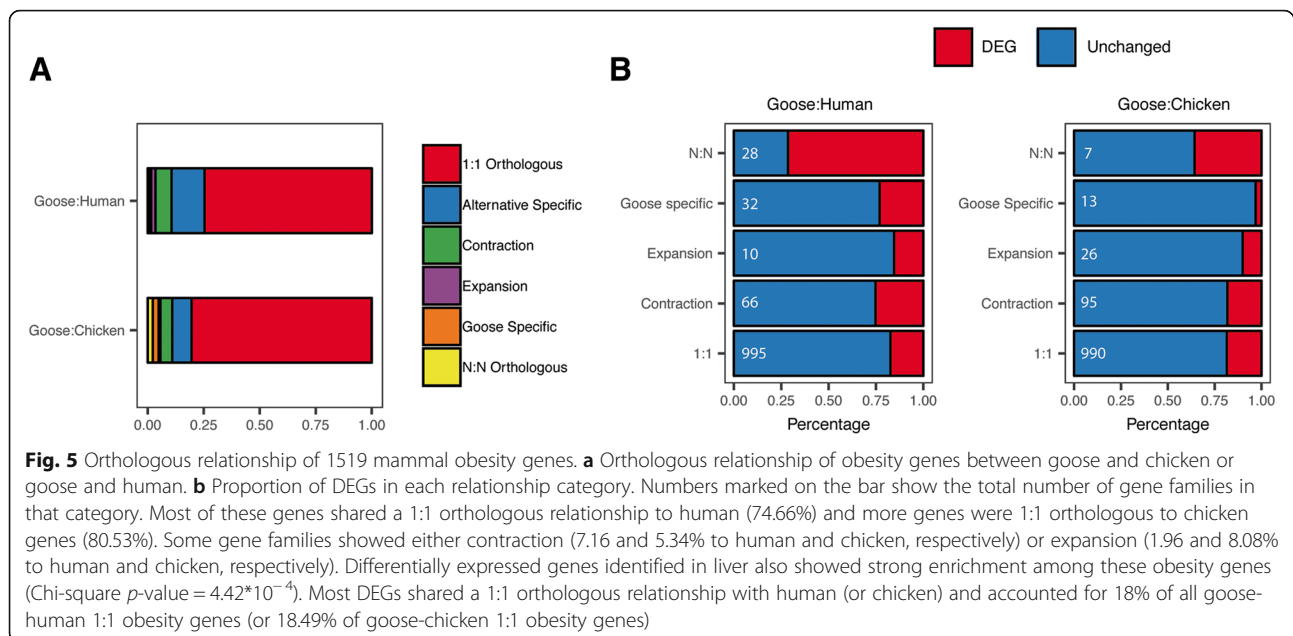 DEG
Unchanged
A
B
Goose:Human
Goose:Chicken
Goose:Human
Goose:Chicken
0.00 0.25 0.50 0.75 1.00
1:1 Orthologous
Alternative Specific
Contraction
Expansion
Goose Specific
N:N Orthologous
N:N
Goose specific
Expansion
Contraction
1:1
28
32
10
66
995
0.00 0.25 0.50 0.75 1.00
Percentage
N:N
Goose Specific
Expansion
Contraction
1:1
7
13
26
95
990
0.00 0.25 0.50 0.75 1.00
Percentage
Fig. 5 Orthologous relationship of 1519 mammal obesity genes. a Orthologous relationship of obesity genes between goose and chicken or
goose and human. b Proportion of DEGs in each relationship category. Numbers marked on the bar show the total number of gene families in
that category. Most of these genes shared a 1:1 orthologous relationship to human (74.66%) and more genes were 1:1 orthologous to chicken
genes (80.53%). Some gene families showed either contraction (7.16 and 5.34% to human and chicken, respectively) or expansion (1.96 and 8.08%
to human and chicken, respectively). Differentially expressed genes identified in liver also showed strong enrichment among these obesity genes
(Chi-square p-value = 4.42*10⁻⁴). Most DEGs shared a 1:1 orthologous relationship with human (or chicken) and accounted for 18% of all goose-
human 1:1 obesity genes (or 18.49% of goose-chicken 1:1 obesity genes)